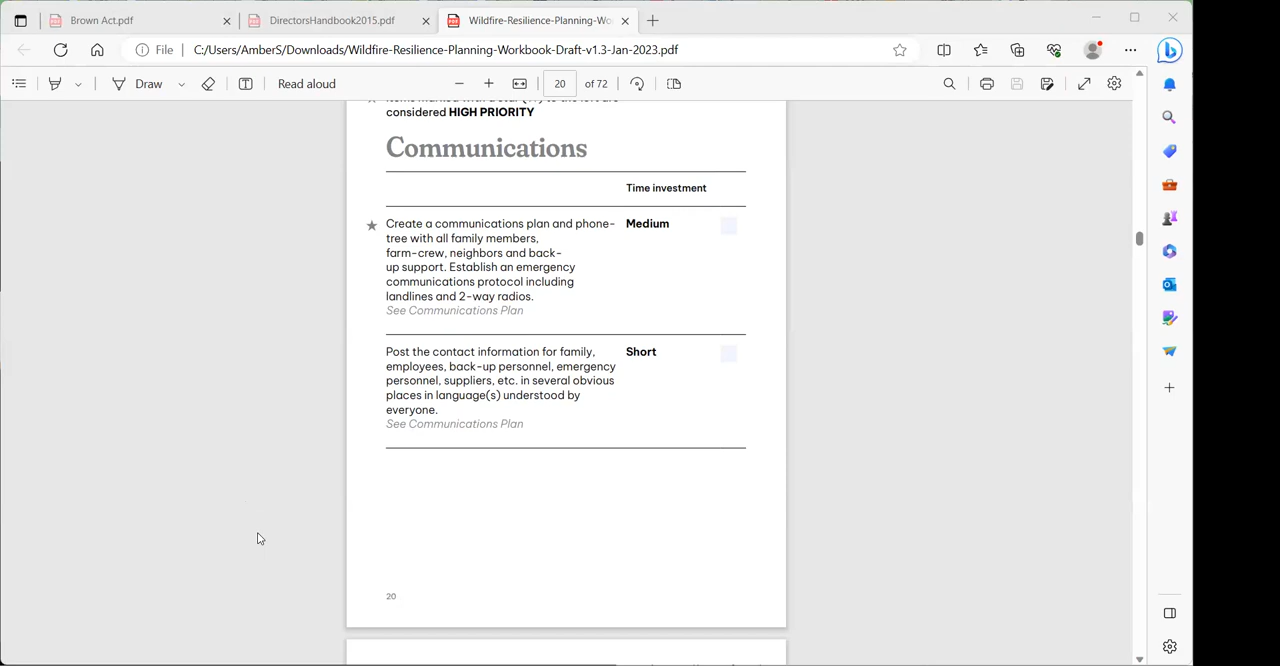 Brown Act.pdf
DirectorsHandbook2015.pdf
Wildfire-Resilience-Planning-Wo
File
C:/Users/AmberS/Downloads/Wildfire-Resilience-Planning-Workbook-Draft-v1.3-Jan-2023.pdf
Draw
Read aloud
20
of 72
considered HIGH PRIORITY
Communications
Time investment
Create a communications plan and phone-
Medium
tree with all family members,
farm-crew, neighbors and back-
up support. Establish an emergency
communications protocol including
landlines and 2-way radios.
See Communications Plan
Post the contact information for family,
Short
employees, back-up personnel, emergency
personnel, suppliers, etc. in several obvious
places in language(s) understood by
everyone.
See Communications Plan
20